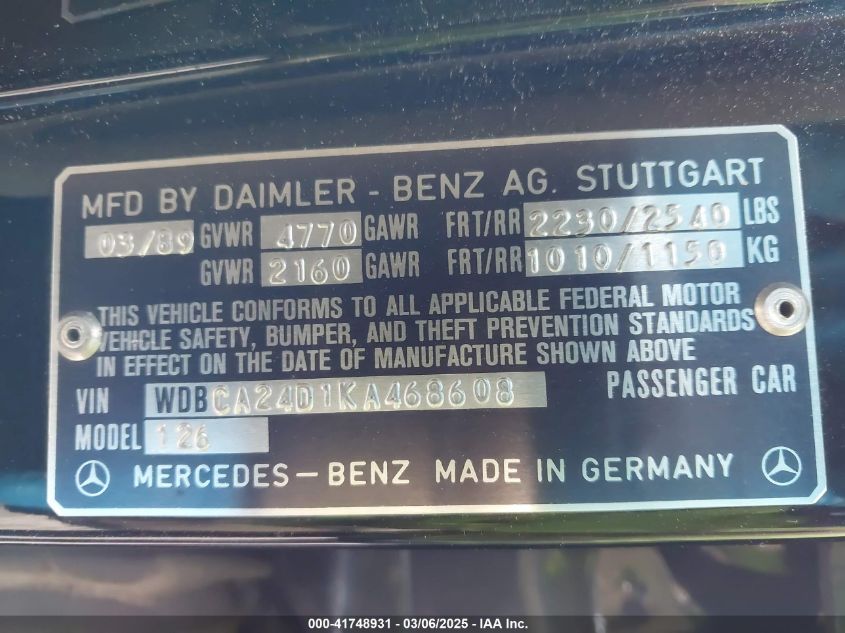 MFD BY DAIMLER - BENZ AG. STUTTGART
03/89 GVWR 4770 GAWR FRT/RR 2230/2540 LBS
GVWR 2160 GAWR FRT/RR 1010/1150 KG
THIS VEHICLE CONFORMS TO ALL APPLICABLE FEDERAL MOTOR
VEHICLE SAFETY, BUMPER, AND THEFT PREVENTION STANDARDS
IN EFFECT ON THE DATE OF MANUFACTURE SHOWN ABOVE
VIN WDBCA24D1KA468608 PASSENGER CAR
MODEL 126
MERCEDES-BENZ MADE IN GERMANY
000-41748931 - 03/06/2025 - IAA Inc.